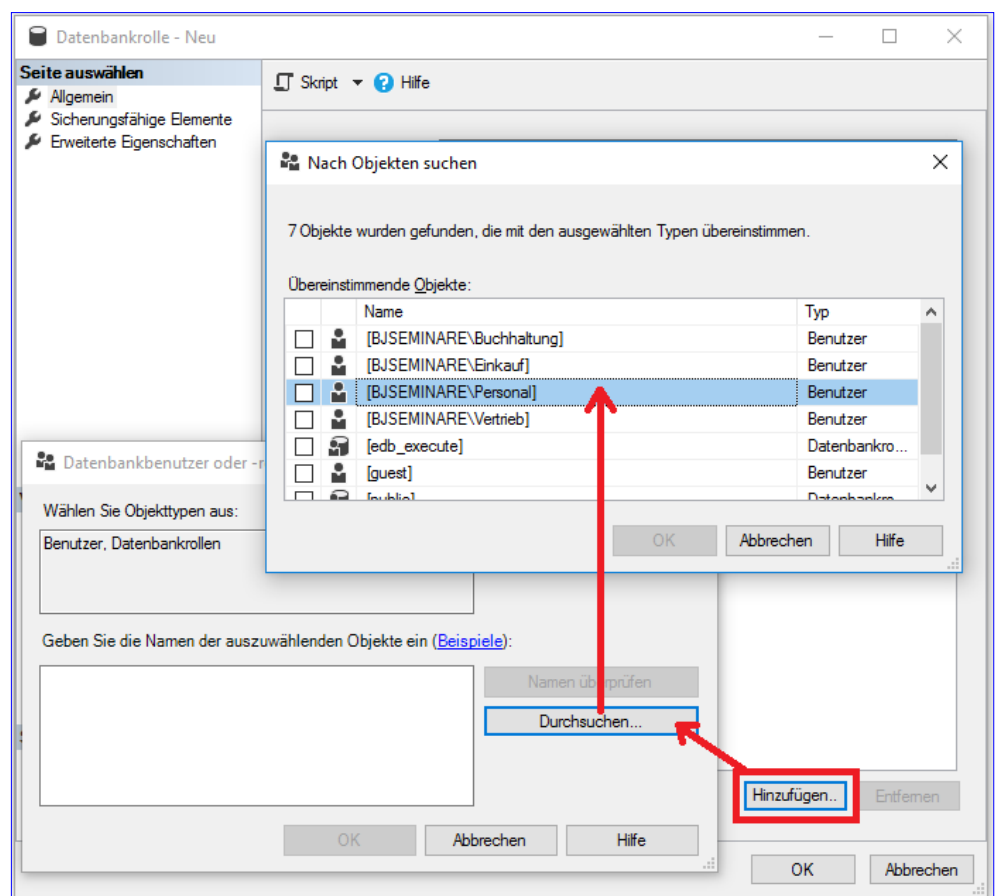 Datenbankrolle - Neu
Seite auswählen
Allgemein
Sicherungsfähige Elemente
Erweiterte Eigenschaften
Skript
Hilfe
Nach Objekten suchen
7 Objekte wurden gefunden, die mit den ausgewählten Typen übereinstimmen.
Übereinstimmende Objekte:
Name Typ
[BJSEMINARE\Buchhaltung] Benutzer
[BJSEMINARE\Einkauf] Benutzer
[BJSEMINARE\Personal] Benutzer
[BJSEMINARE\Vertrieb] Benutzer
[edb_execute] Datenbankro...
[guest] Benutzer
[public] Datenbankro...
OK Abbrechen Hilfe
Datenbankbenutzer oder -r
Wählen Sie Objekttypen aus:
Benutzer, Datenbankrollen
Geben Sie die Namen der auszuwählenden Objekte ein (Beispiele):
Namen überprüfen
Durchsuchen...
OK Abbrechen Hilfe
Hinzufügen.. Entfernen
OK Abbrechen